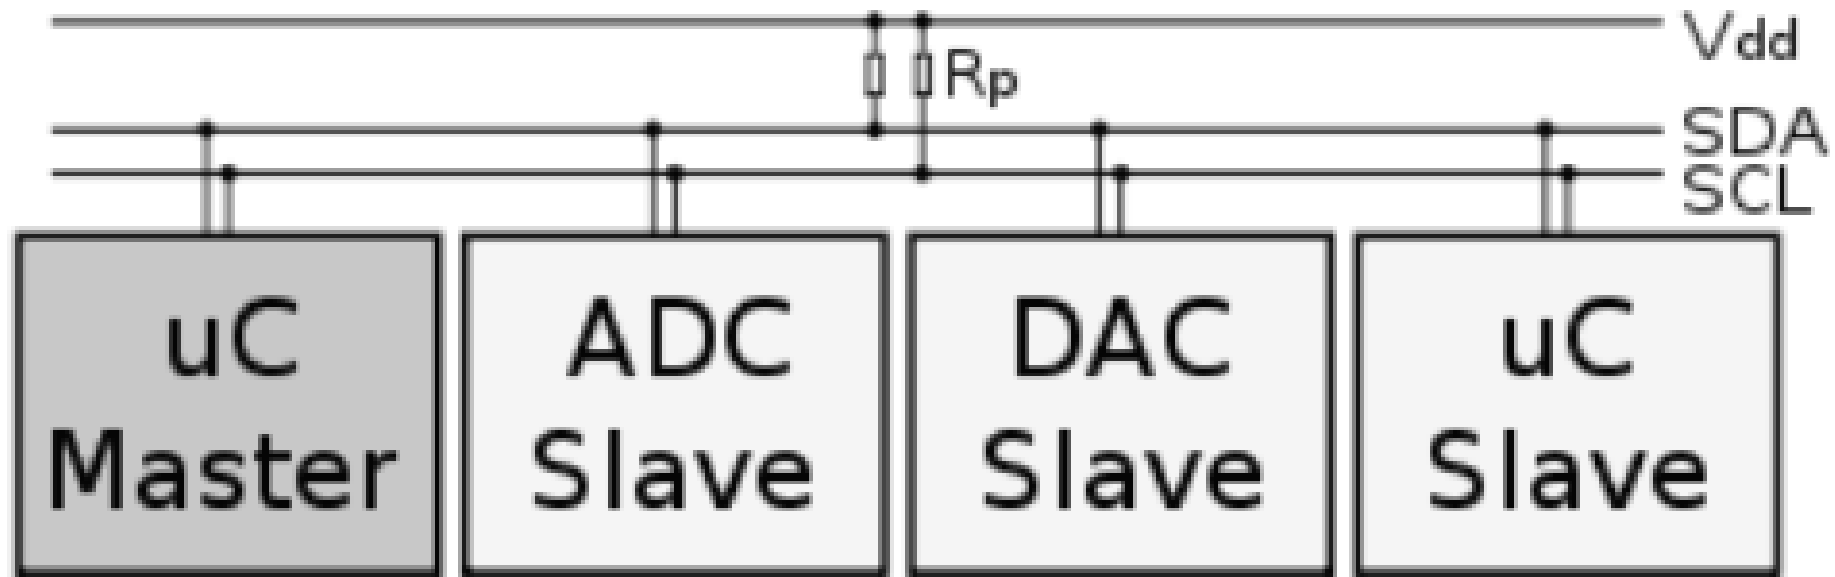 Vdd
Rp
SDA
SCL
uC
Master
ADC
Slave
DAC
Slave
uC
Slave